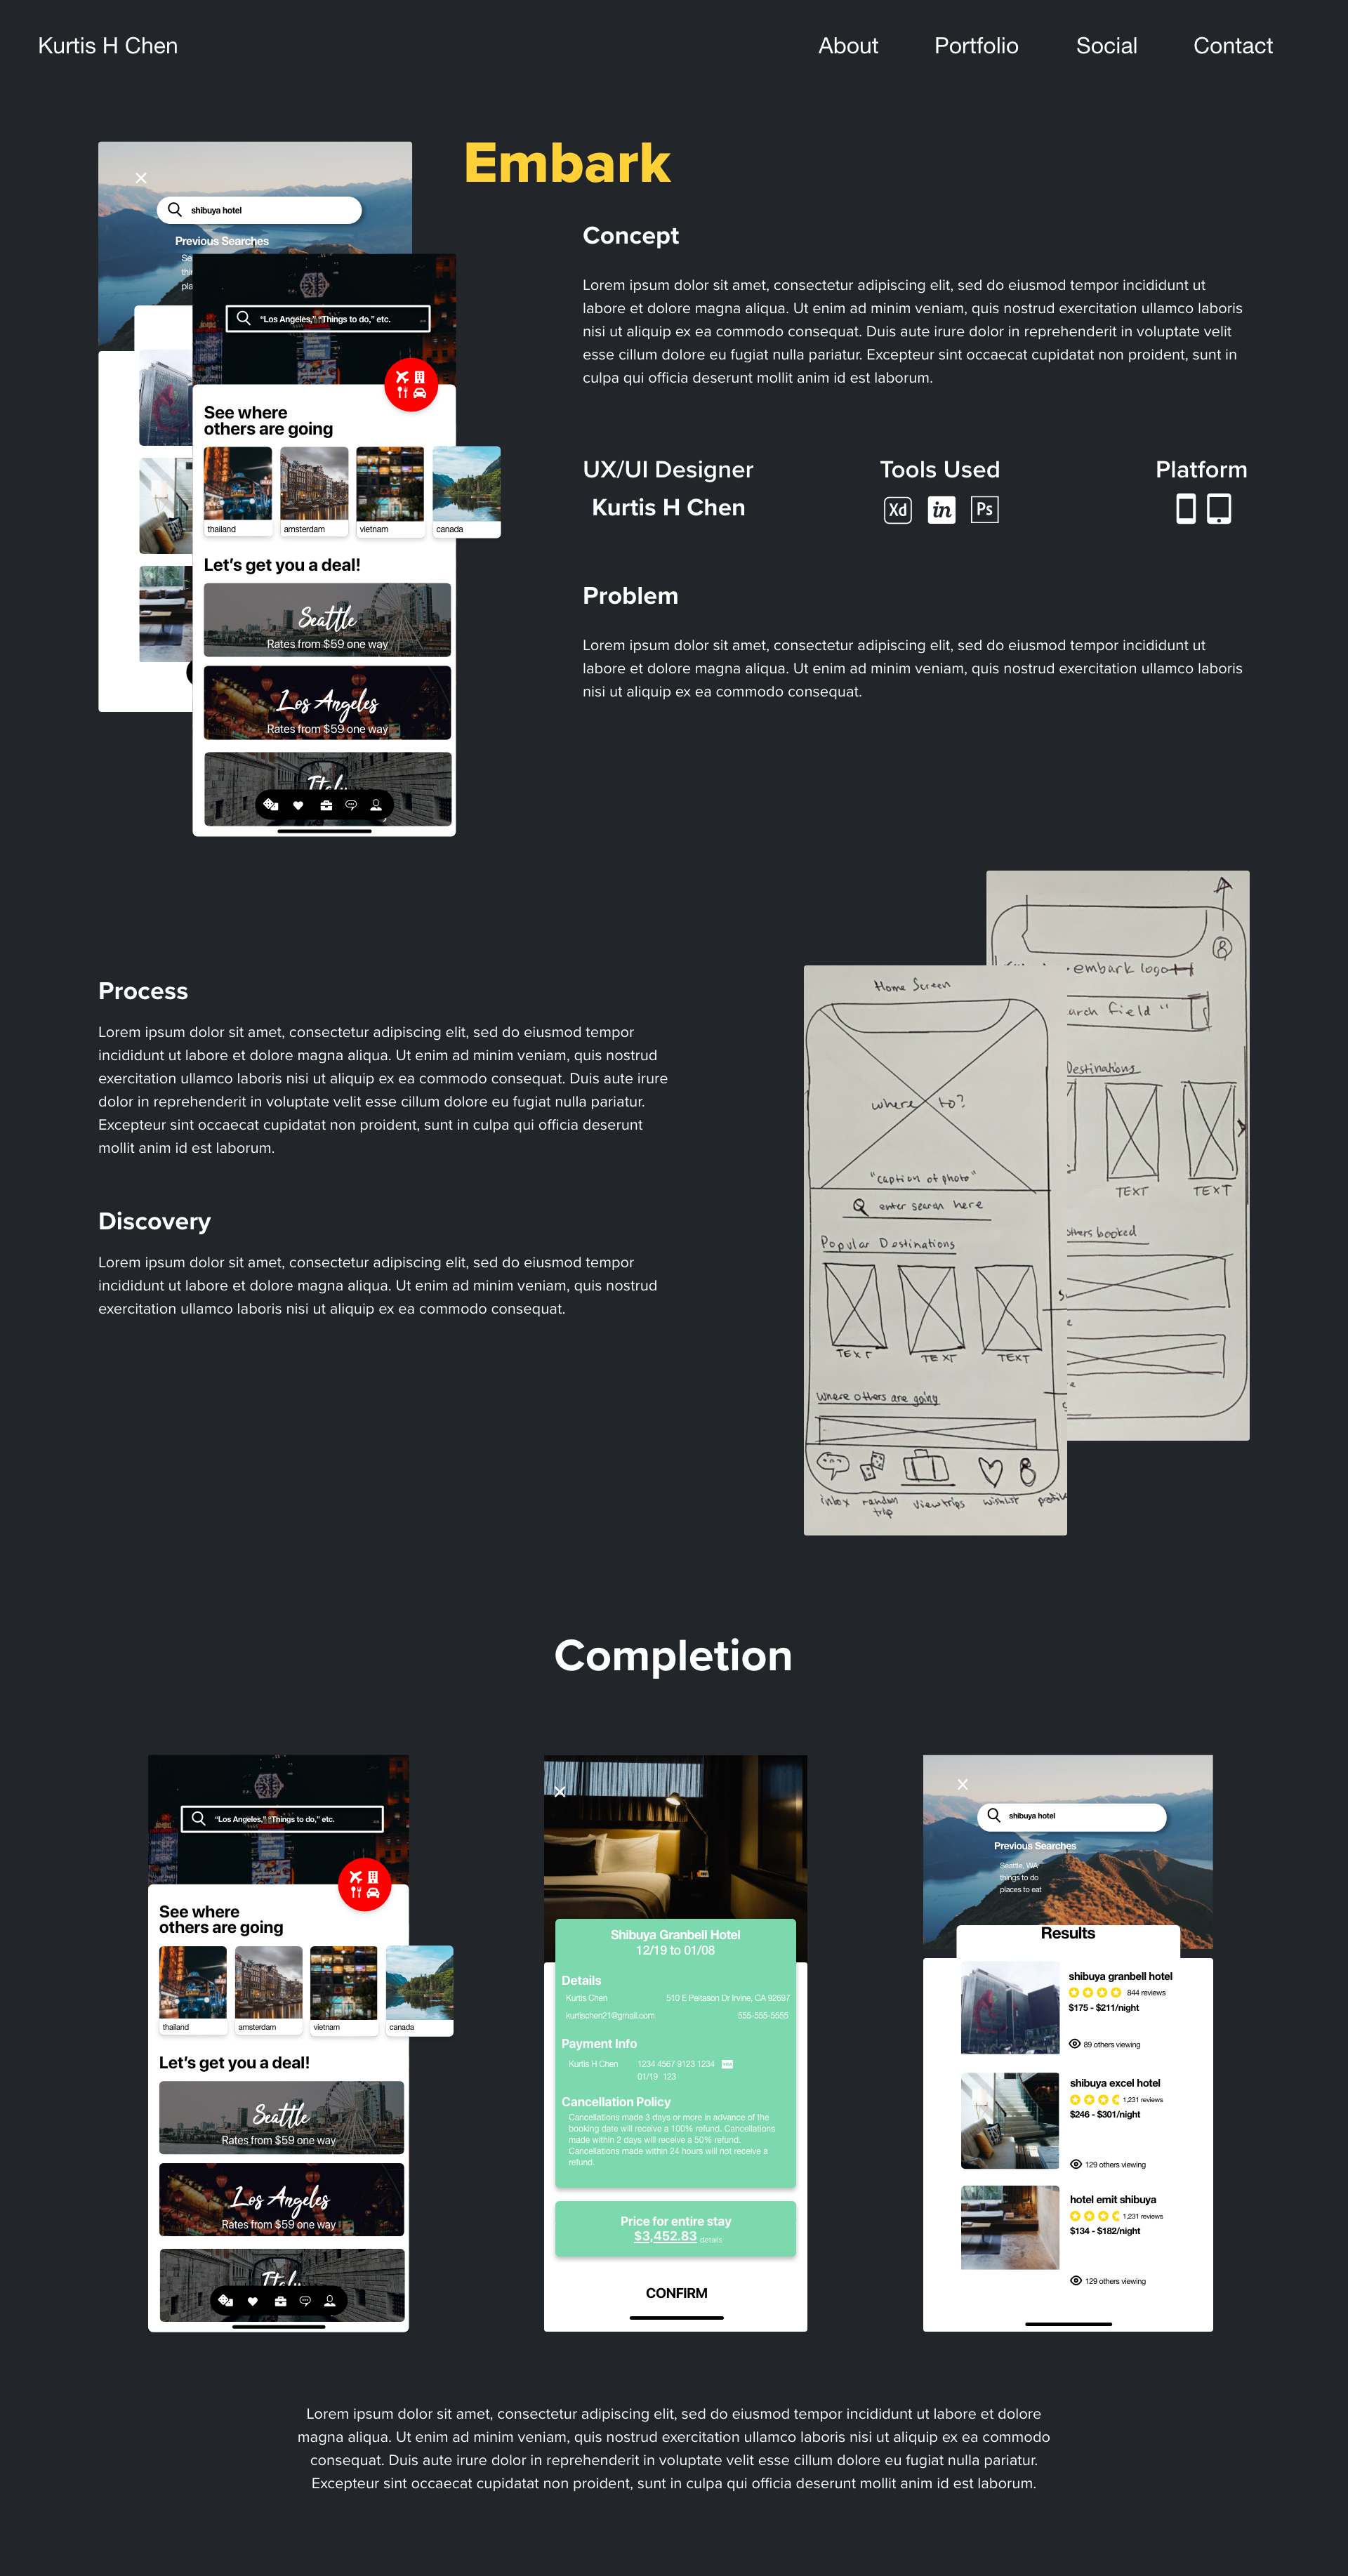 Kurtis H Chen
About
Portfolio
Social
Contact
Embark
shibuya hotel
Previous Searches
Se
thi
pla
"Los Angeles," "Things to do," etc.
See where
others are going
thailand
amsterdam
vietnam
canada
Let's get you a deal!
Seattle
Rates from $59 one way
Los Angeles
Rates from $59 one way
Italy
Concept
Lorem ipsum dolor sit amet, consectetur adipiscing elit, sed do eiusmod tempor incididunt ut
labore et dolore magna aliqua. Ut enim ad minim veniam, quis nostrud exercitation ullamco laboris
nisi ut aliquip ex ea commodo consequat. Duis aute irure dolor in reprehenderit in voluptate velit
esse cillum dolore eu fugiat nulla pariatur. Excepteur sint occaecat cupidatat non proident, sunt in
culpa qui officia deserunt mollit anim id est laborum.
UX/UI Designer
Kurtis H Chen
Tools Used
Xd
in
Ps
Platform
Problem
Lorem ipsum dolor sit amet, consectetur adipiscing elit, sed do eiusmod tempor incididunt ut
labore et dolore magna aliqua. Ut enim ad minim veniam, quis nostrud exercitation ullamco laboris
nisi ut aliquip ex ea commodo consequat.
Process
Lorem ipsum dolor sit amet, consectetur adipiscing elit, sed do eiusmod tempor
incididunt ut labore et dolore magna aliqua. Ut enim ad minim veniam, quis nostrud
exercitation ullamco laboris nisi ut aliquip ex ea commodo consequat. Duis aute irure
dolor in reprehenderit in voluptate velit esse cillum dolore eu fugiat nulla pariatur.
Excepteur sint occaecat cupidatat non proident, sunt in culpa qui officia deserunt
mollit anim id est laborum.
Discovery
Lorem ipsum dolor sit amet, consectetur adipiscing elit, sed do eiusmod tempor
incididunt ut labore et dolore magna aliqua. Ut enim ad minim veniam, quis nostrud
exercitation ullamco laboris nisi ut aliquip ex ea commodo consequat.
embark logo
arch field "
Destinations
TEXT
TEXT
thers booked
Home Screen
where to?
"caption of photo"
enter searan here
Popular Destinations
TEXT
TEXT
TEXT
where others are going
inbox
random
trip
view trips
wishlist
profile
Completion
"Los Angeles," "Things to do," etc.
See where
others are going
thailand
amsterdam
vietnam
canada
Let's get you a deal!
Seattle
Rates from $59 one way
Los Angeles
Rates from $59 one way
Italy
Shibuya Granbell Hotel
12/19 to 01/08
Details
Kurtis Chen
510 E Peltason Dr Irvine, CA 92697
kurtischen21@gmail.com
555-555-5555
Payment Info
Kurtis H Chen
1234 4567 9123 1234
01/19 123
Cancellation Policy
Cancellations made 3 days or more in advance of the
booking date will receive a 100% refund. Cancellations
made within 2 days will receive a 50% refund.
Cancellations made within 24 hours will not receive a
refund.
Price for entire stay
$3,452.83 details
CONFIRM
shibuya hotel
Previous Searches
Seattle, WA
things to do
places to eat
Results
shibuya granbell hotel
844 reviews
$175 - $211/night
89 others viewing
shibuya excel hotel
1,231 reviews
$246 - $301/night
129 others viewing
hotel emit shibuya
1,231 reviews
$134 - $182/night
129 others viewing
Lorem ipsum dolor sit amet, consectetur adipiscing elit, sed do eiusmod tempor incididunt ut labore et dolore
magna aliqua. Ut enim ad minim veniam, quis nostrud exercitation ullamco laboris nisi ut aliquip ex ea commodo
consequat. Duis aute irure dolor in reprehenderit in voluptate velit esse cillum dolore eu fugiat nulla pariatur.
Excepteur sint occaecat cupidatat non proident, sunt in culpa qui officia deserunt mollit anim id est laborum.